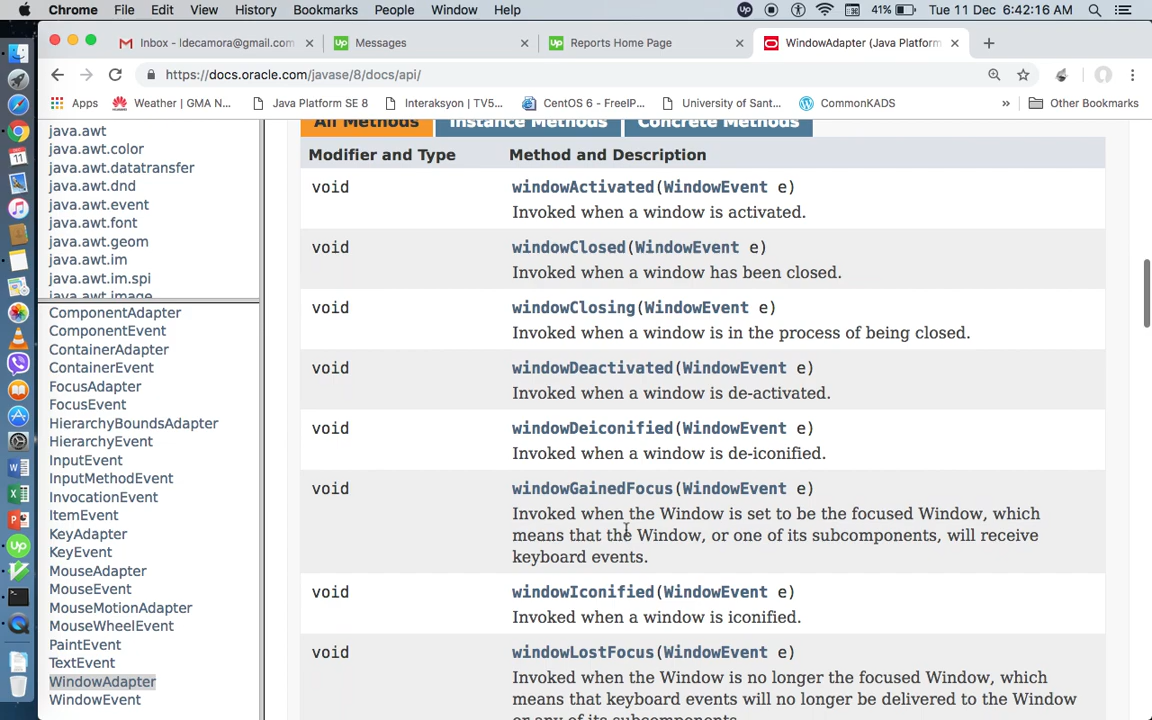 Chrome File Edit View History Bookmarks People Window Help 41% Tue 11 Dec 6:42:16 AM
Inbox - ldecamora@gmail.com Messages Reports Home Page WindowAdapter (Java Platform
https://docs.oracle.com/javase/8/docs/api/
Apps Weather | GMA N... Java Platform SE 8 Interaksyon | TV5... CentOS 6 - FreeIP... University of Sant... CommonKADS » Other Bookmarks
java.awt
java.awt.color
java.awt.datatransfer
java.awt.dnd
java.awt.event
java.awt.font
java.awt.geom
java.awt.im
java.awt.im.spi
java.awt.image
ComponentAdapter
ComponentEvent
ContainerAdapter
ContainerEvent
FocusAdapter
FocusEvent
HierarchyBoundsAdapter
HierarchyEvent
InputEvent
InputMethodEvent
InvocationEvent
ItemEvent
KeyAdapter
KeyEvent
MouseAdapter
MouseEvent
MouseMotionAdapter
MouseWheelEvent
PaintEvent
TextEvent
WindowAdapter
WindowEvent
All Methods Instance Methods Concrete Methods
Modifier and Type Method and Description
void windowActivated(WindowEvent e)
Invoked when a window is activated.
void windowClosed(WindowEvent e)
Invoked when a window has been closed.
void windowClosing(WindowEvent e)
Invoked when a window is in the process of being closed.
void windowDeactivated(WindowEvent e)
Invoked when a window is de-activated.
void windowDeiconified(WindowEvent e)
Invoked when a window is de-iconified.
void windowGainedFocus(WindowEvent e)
Invoked when the Window is set to be the focused Window, which
means that the Window, or one of its subcomponents, will receive
keyboard events.
void windowIconified(WindowEvent e)
Invoked when a window is iconified.
void windowLostFocus(WindowEvent e)
Invoked when the Window is no longer the focused Window, which
means that keyboard events will no longer be delivered to the Window
or any of its subcomponents.